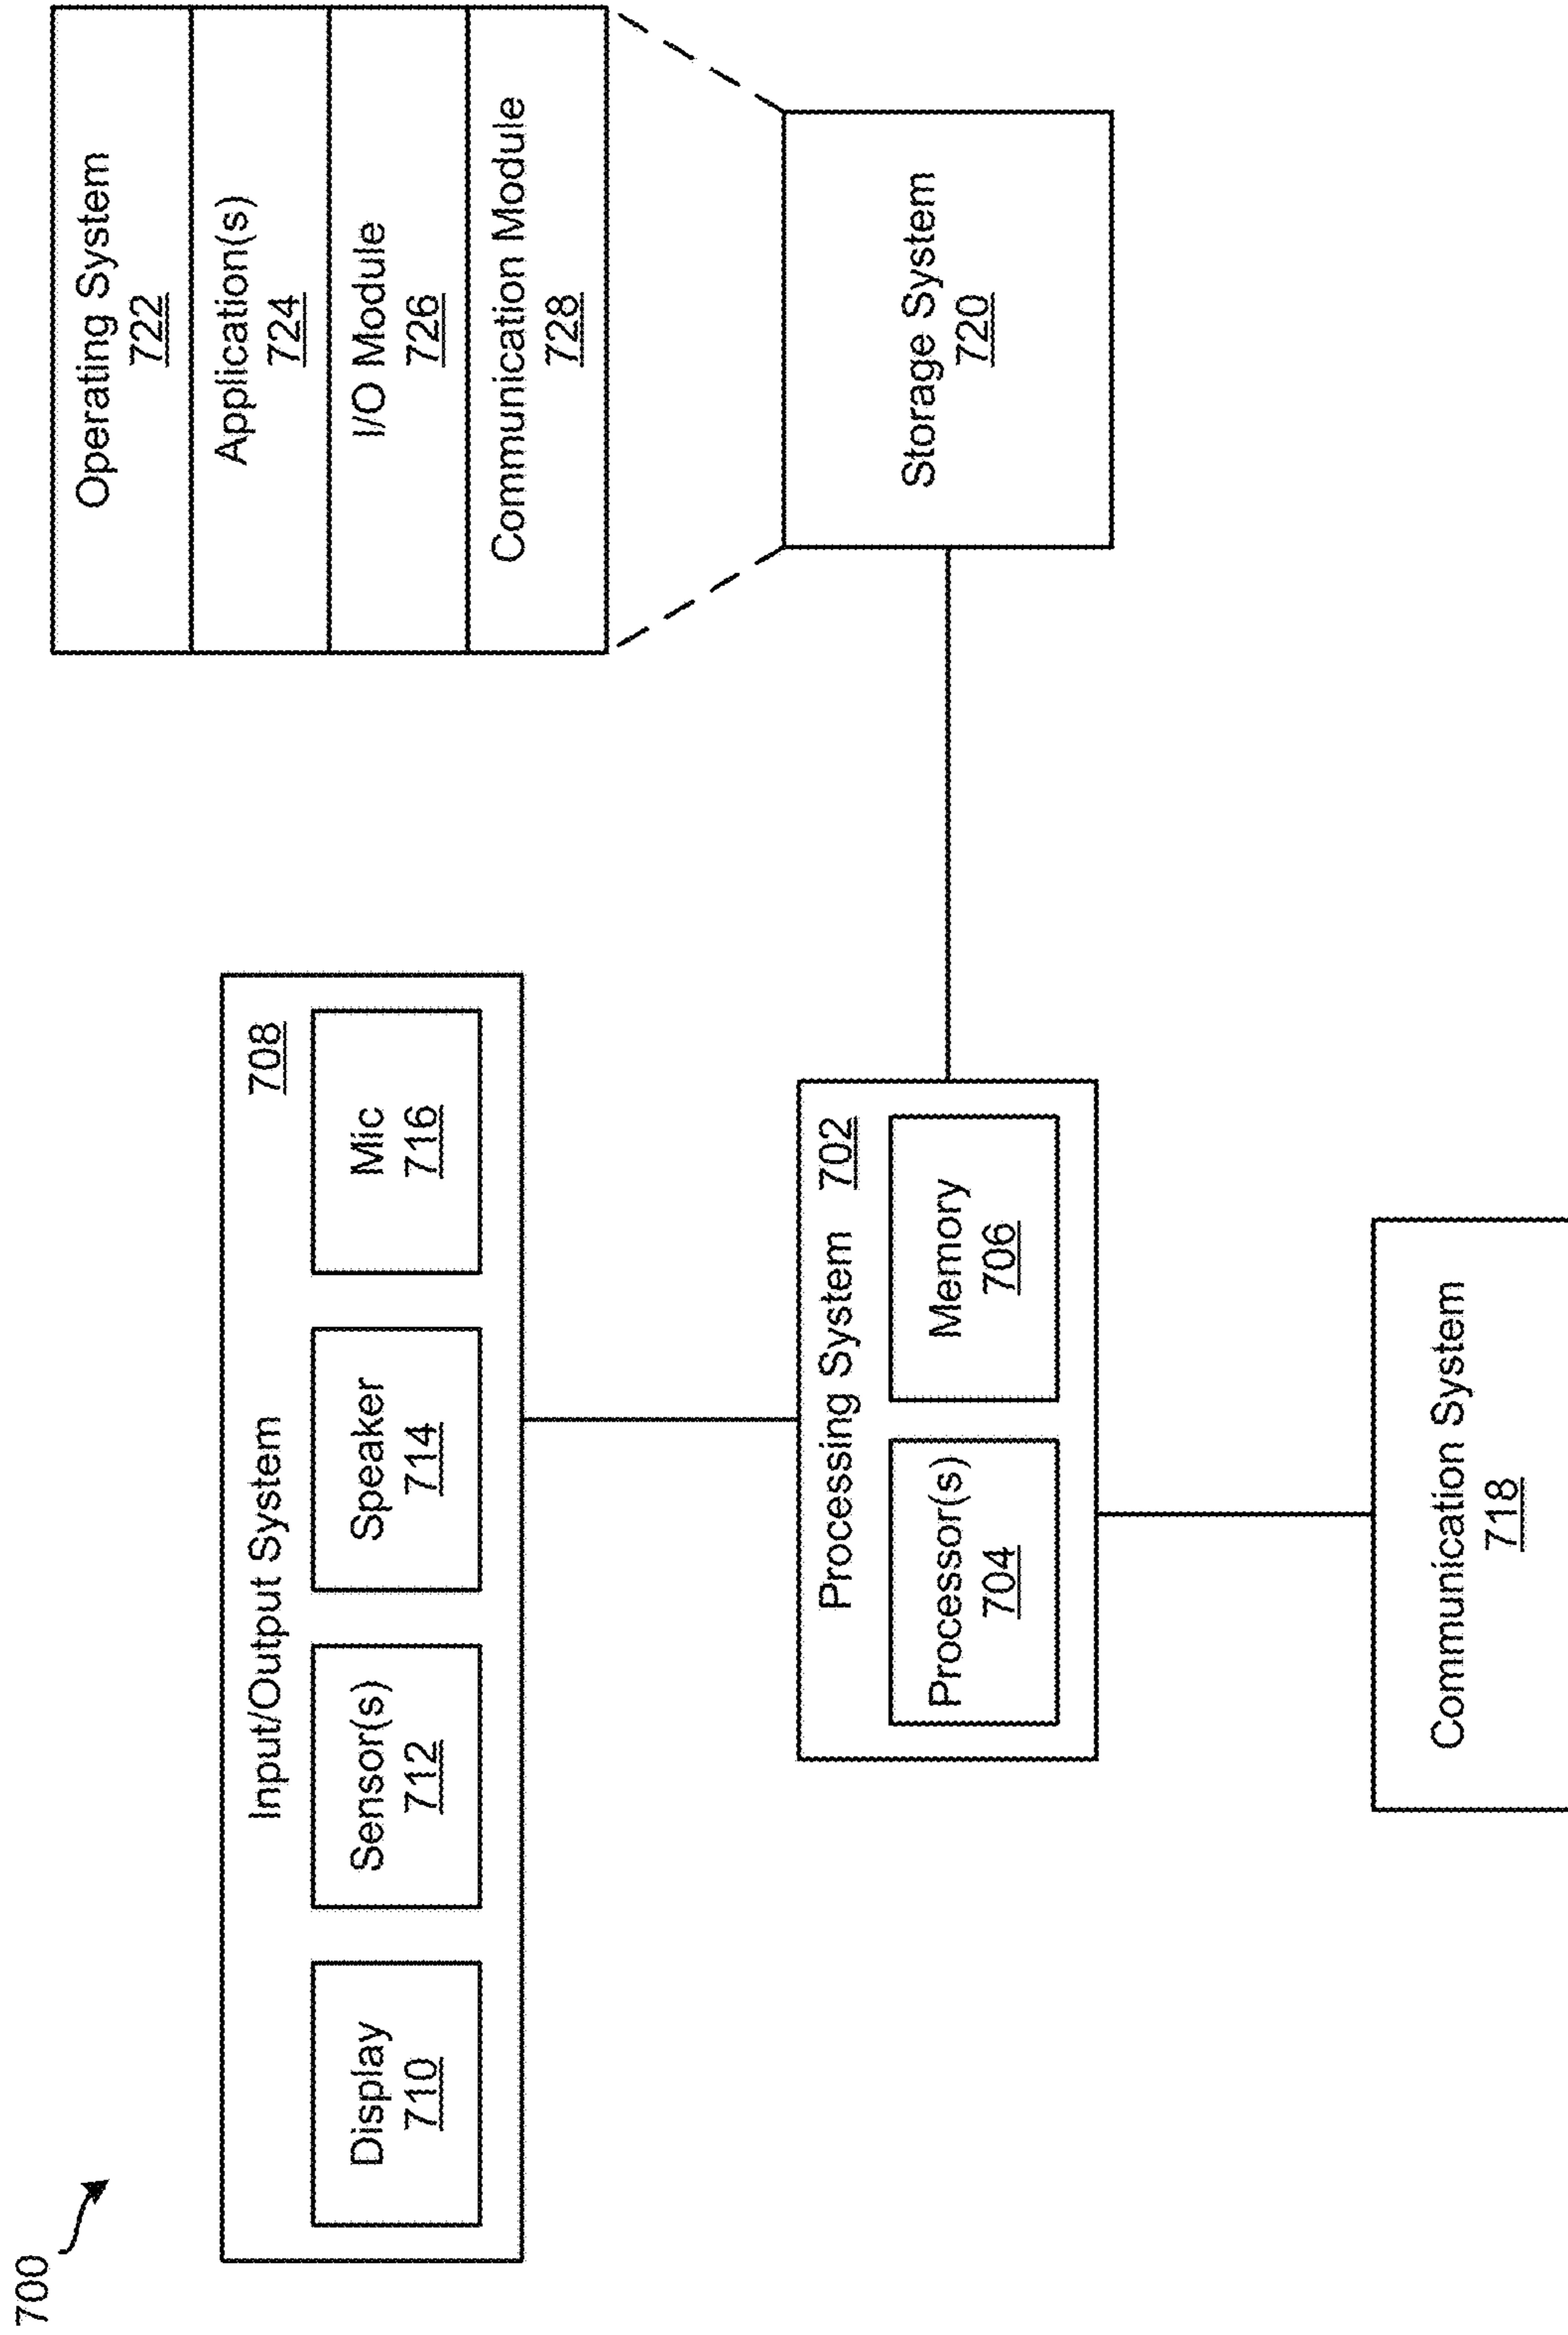 700
Input/Output System
708
Display
710
Sensor(s)
712
Speaker
714
Mic
716
Operating System
722
Application(s)
724
I/O Module
726
Communication Module
728
Processing System
702
Processor(s)
704
Memory
706
Storage System
720
Communication System
718